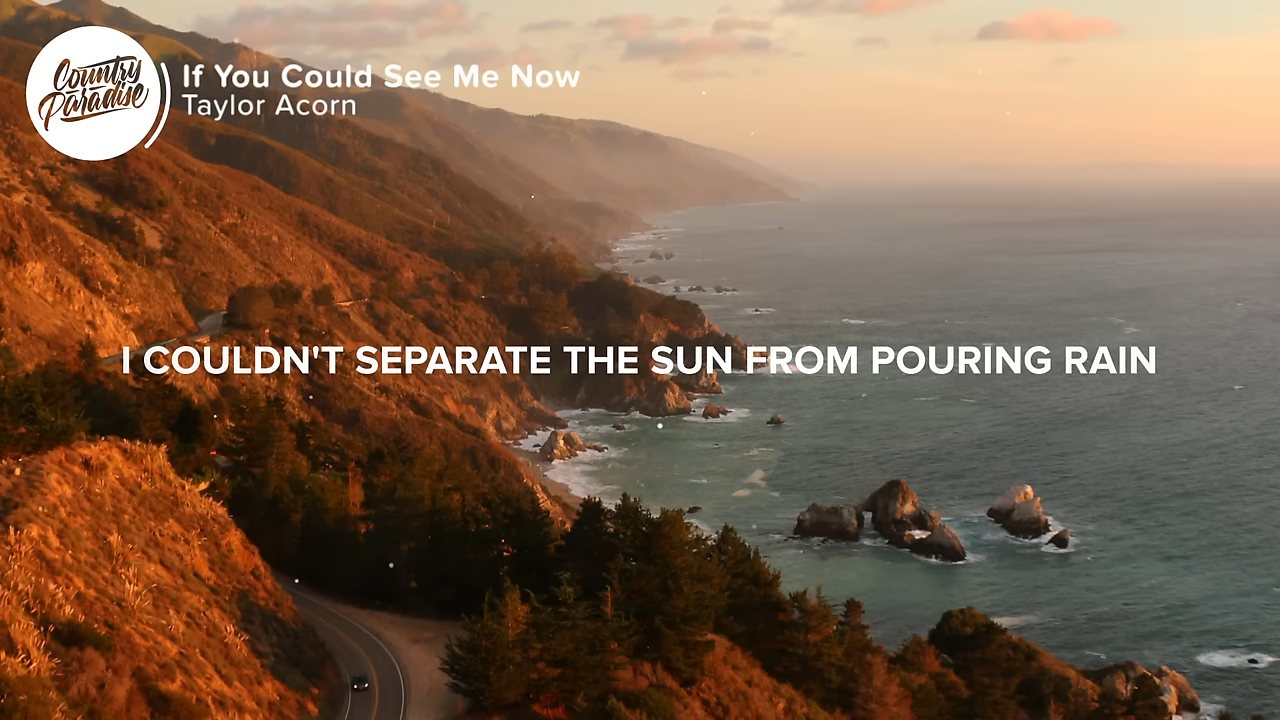 Country
Paradise
If You Could See Me Now
Taylor Acorn
I COULDN'T SEPARATE THE SUN FROM POURING RAIN